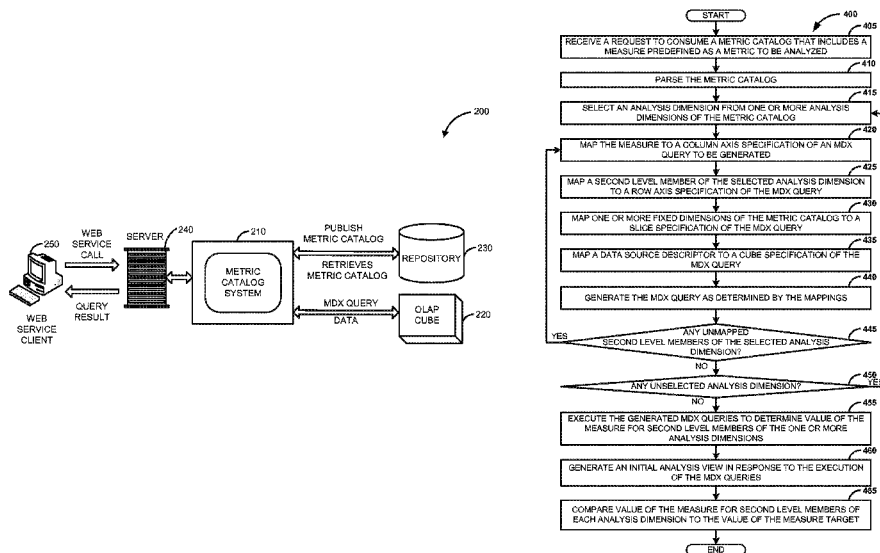 200
250
WEB
SERVICE
CALL
QUERY
RESULT
WEB
SERVICE
CLIENT
SERVER
240
210
METRIC
CATALOG
SYSTEM
PUBLISH
METRIC CATALOG
RETRIEVES
METRIC CATALOG
MDX QUERY
DATA
REPOSITORY
230
OLAP
CUBE
220
START
400
405
RECEIVE A REQUEST TO CONSUME A METRIC CATALOG THAT INCLUDES A
MEASURE PREDEFINED AS A METRIC TO BE ANALYZED
410
PARSE THE METRIC CATALOG
415
SELECT AN ANALYSIS DIMENSION FROM ONE OR MORE ANALYSIS
DIMENSIONS OF THE METRIC CATALOG
420
MAP THE MEASURE TO A COLUMN AXIS SPECIFICATION OF AN MDX
QUERY TO BE GENERATED
425
MAP A SECOND LEVEL MEMBER OF THE SELECTED ANALYSIS DIMENSION
TO A ROW AXIS SPECIFICATION OF THE MDX QUERY
430
MAP ONE OR MORE FIXED DIMENSIONS OF THE METRIC CATALOG TO A
SLICE SPECIFICATION OF THE MDX QUERY
435
MAP A DATA SOURCE DESCRIPTOR TO A CUBE SPECIFICATION OF THE
MDX QUERY
440
GENERATE THE MDX QUERY AS DETERMINED BY THE MAPPINGS
445
YES
ANY UNMAPPED
SECOND LEVEL MEMBERS OF THE SELECTED ANALYSIS
DIMENSION?
NO
450
ANY UNSELECTED ANALYSIS DIMENSION?
YES
NO
455
EXECUTE THE GENERATED MDX QUERIES TO DETERMINE VALUE OF THE
MEASURE FOR SECOND LEVEL MEMBERS OF THE ONE OR MORE
ANALYSIS DIMENSIONS
460
GENERATE AN INITIAL ANALYSIS VIEW IN RESPONSE TO THE EXECUTION
OF THE MDX QUERIES
465
COMPARE VALUE OF THE MEASURE FOR SECOND LEVEL MEMBERS OF
EACH ANALYSIS DIMENSION TO THE VALUE OF THE MEASURE TARGET
END